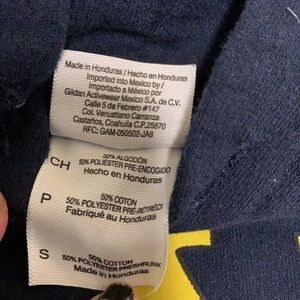 Made in Honduras / Hecho en Honduras
Imported into México by /
Importado a México por
Gildan Activewear México S.A. de C.V.
Calle 5 de Febrero #147
Col. Venustiano Carranza
Castaños, Coahuila C.P.25870
RFC: GAM-050502-JA8
50% ALGODÓN
CH 50% POLIÉSTER PRE-ENCOGIDO
Hecho en Honduras
50% COTON
P 50% POLYESTER PRÉ-RÉTRÉCI
Fabriqué au Honduras
50% COTTON
S 50% POLYESTER PRESHRUNK
Made in Honduras